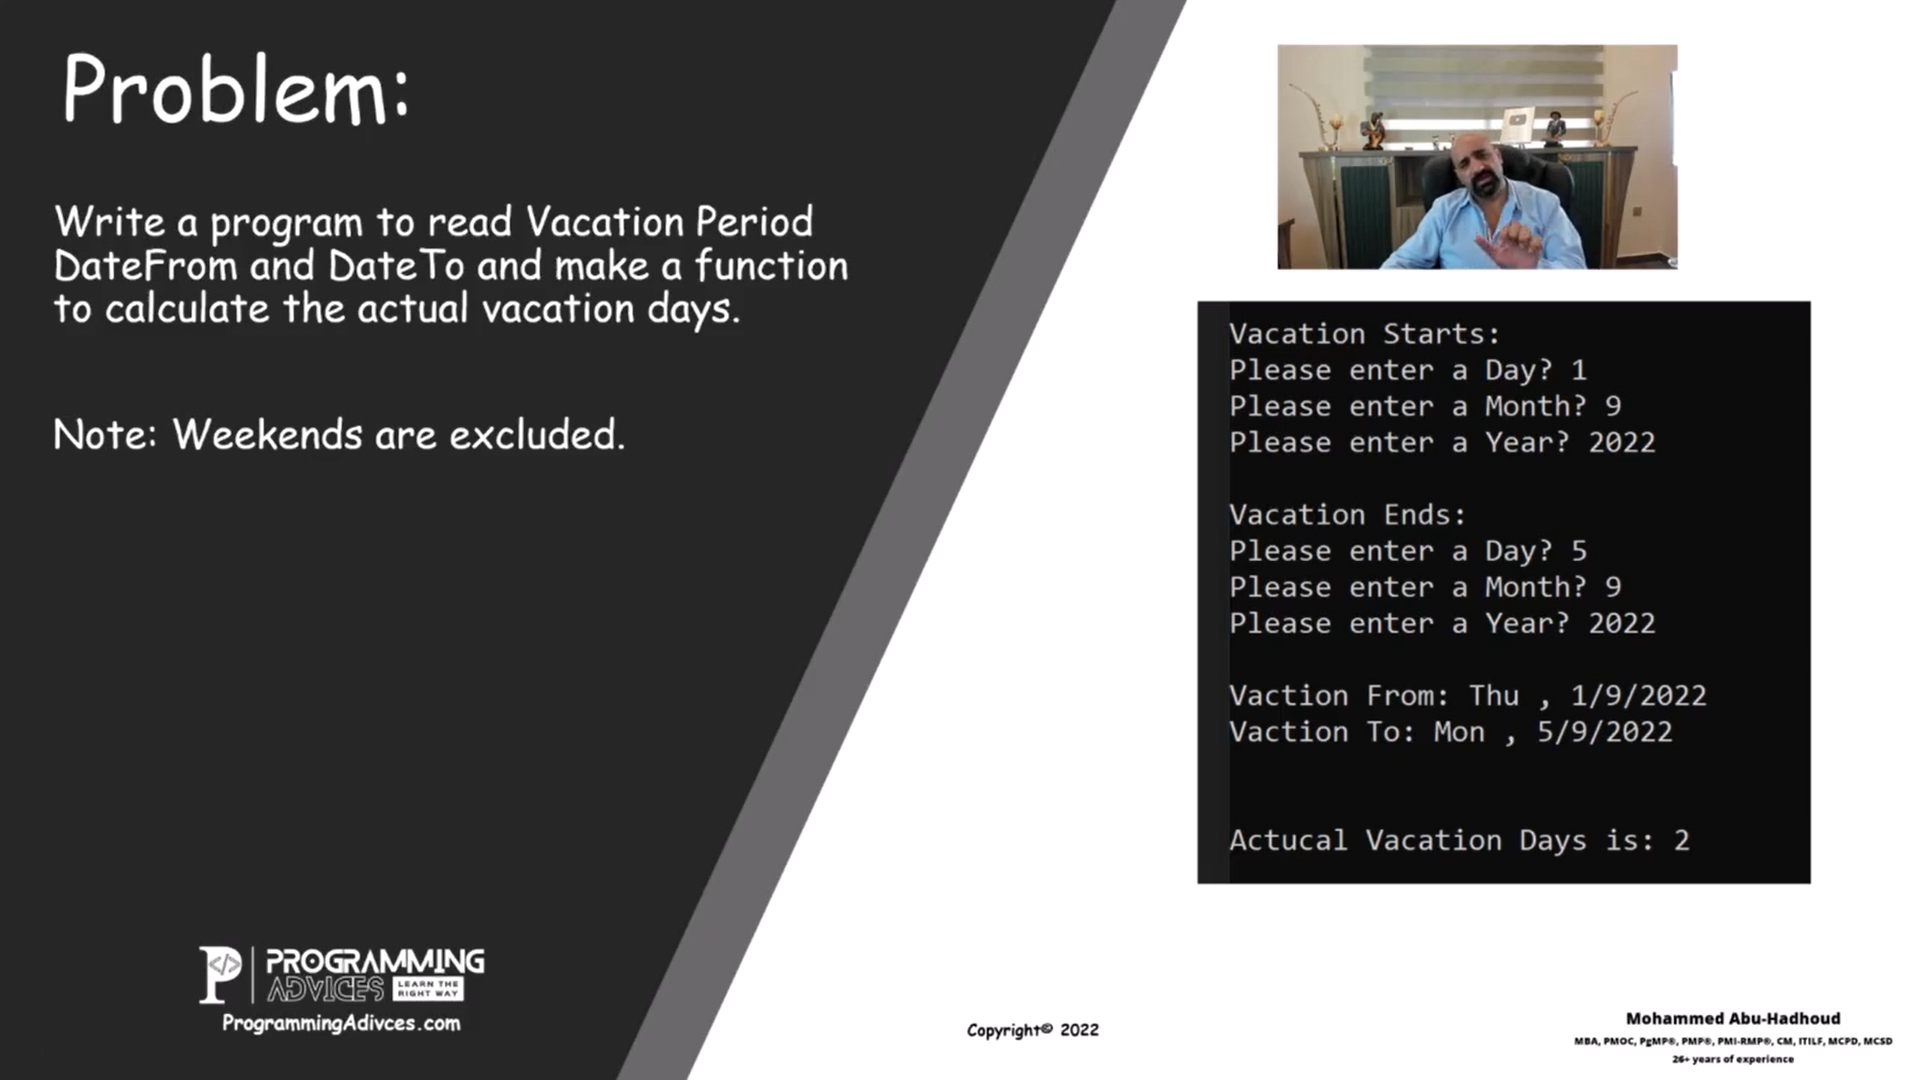 Problem:
Write a program to read Vacation Period
DateFrom and DateTo and make a function
to calculate the actual vacation days.
Note: Weekends are excluded.
Vacation Starts:
Please enter a Day? 1
Please enter a Month? 9
Please enter a Year? 2022
Vacation Ends:
Please enter a Day? 5
Please enter a Month? 9
Please enter a Year? 2022
Vaction From: Thu , 1/9/2022
Vaction To: Mon , 5/9/2022
Actucal Vacation Days is: 2
PROGRAMMING
ADVICES LEARN THE
RIGHT WAY
ProgrammingAdivces.com
Copyright© 2022
Mohammed Abu-Hadhoud
MBA, PMOC, PgMP®, PMP®, PMI-RMP®, CM, ITILF, MCPD, MCSD
26+ years of experience